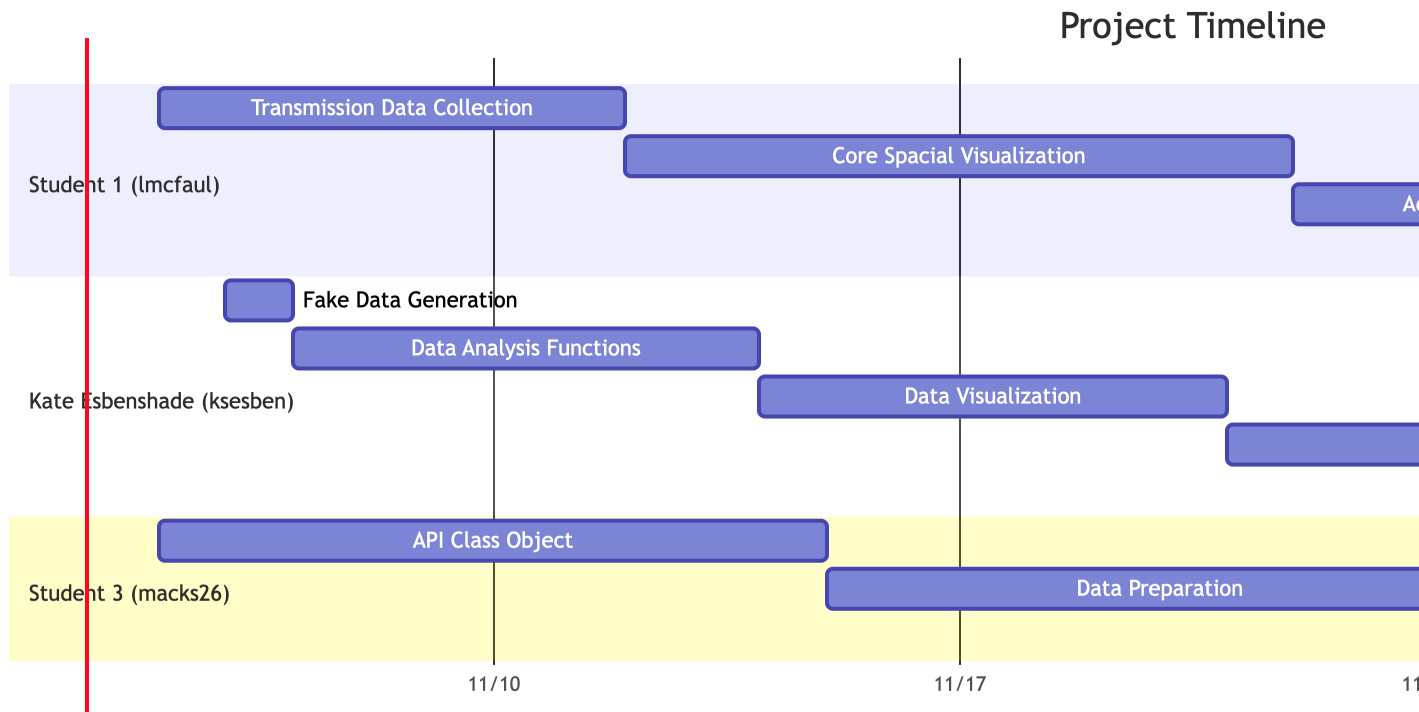 Project Timeline
Transmission Data Collection
Core Spacial Visualization
Student 1 (lmcfaul)
Fake Data Generation
Data Analysis Functions
Data Visualization
Kate Esbenshade (ksesben)
API Class Object
Data Preparation
Student 3 (macks26)
11/10
11/17